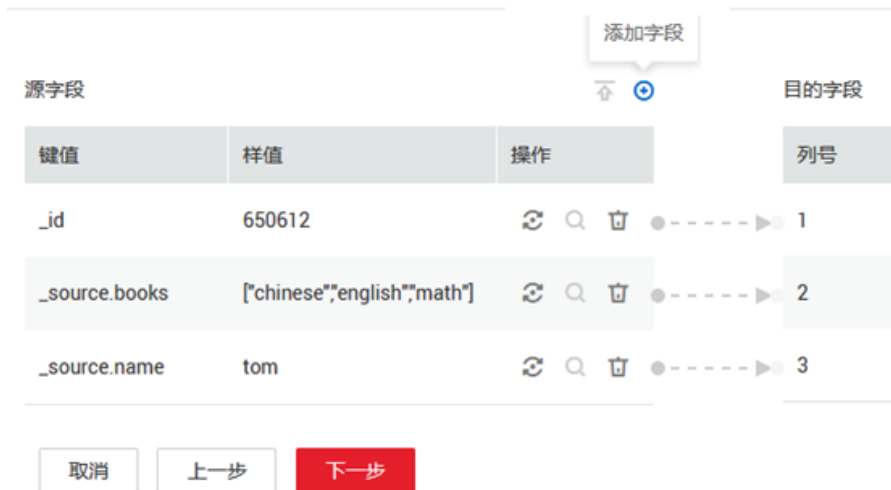 添加字段
源字段 目的字段
键值 样值 操作 列号
_id 650612 1
_source.books ["chinese","english","math"] 2
_source.name tom 3
取消 上一步 下一步